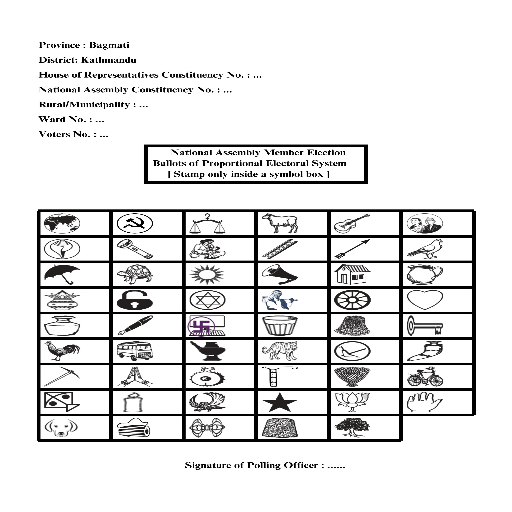 Province : Bagmati
District: Kathmandu
House of Representatives Constituency No. : ...
National Assembly Constituency No. : ...
Rural/Municipality : ...
Ward No. : ...
Voters No. : ...
National Assembly Member Election
Ballots of Proportional Electoral System
[ Stamp only inside a symbol box ]
Signature of Polling Officer : ......